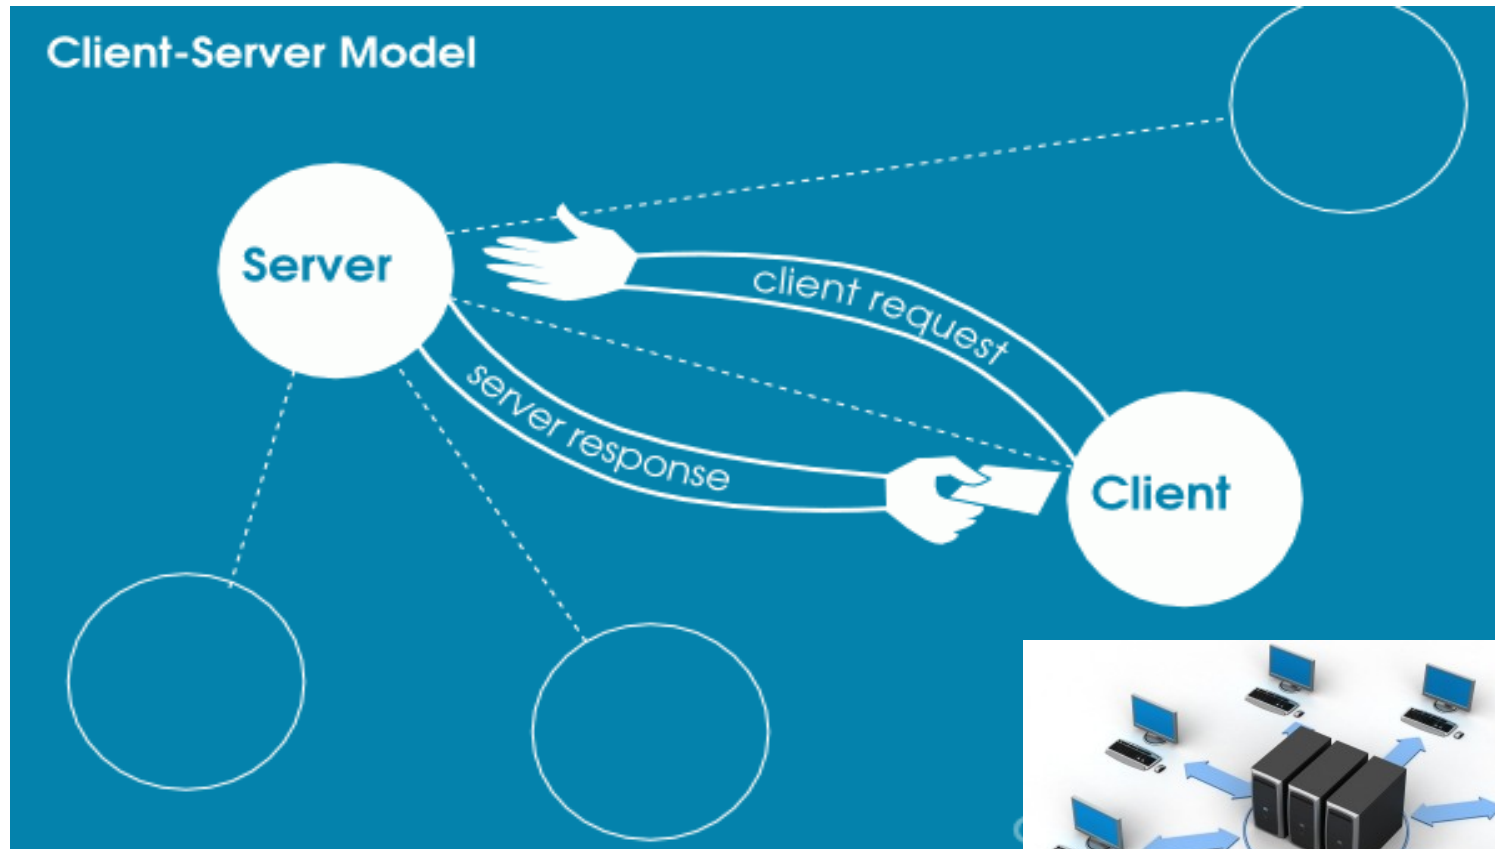 Client-Server Model
Server
client request
server response
Client